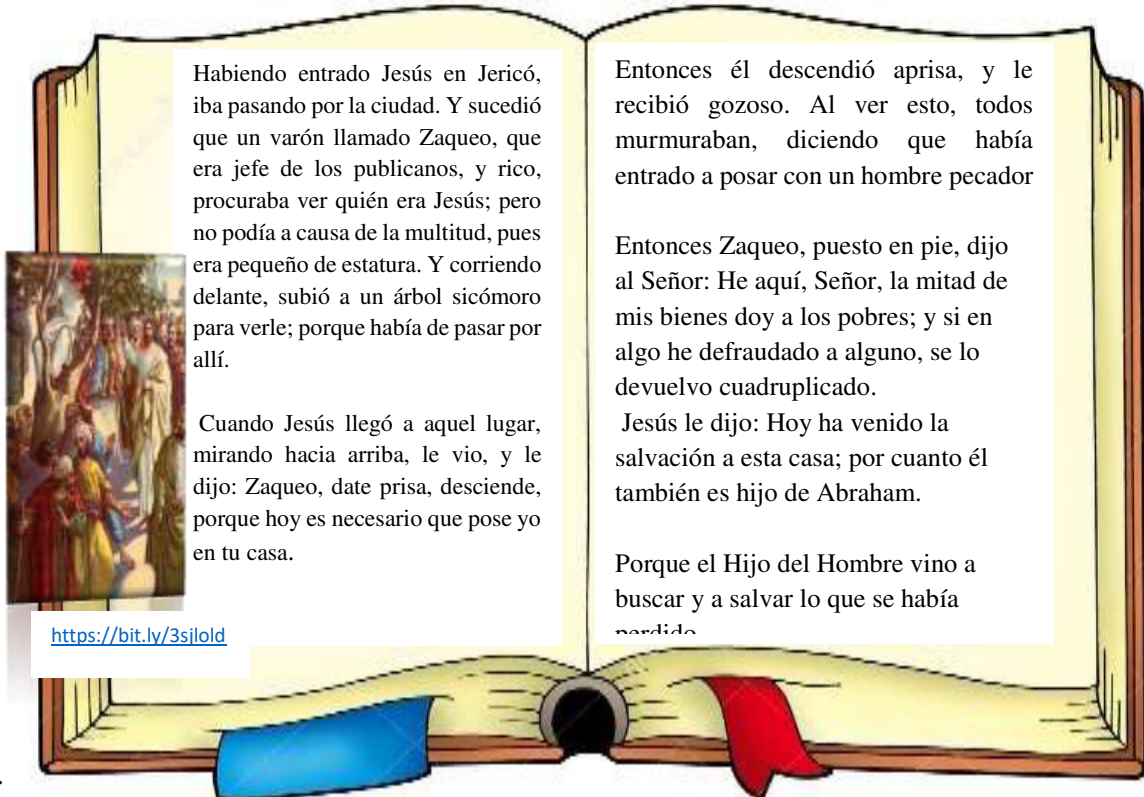 Habiendo entrado Jesús en Jericó,
iba pasando por la ciudad. Y sucedió
que un varón llamado Zaqueo, que
era jefe de los publicanos, y rico,
procuraba ver quién era Jesús; pero
no podía a causa de la multitud, pues
era pequeño de estatura. Y corriendo
delante, subió a un árbol sicómoro
para verle; porque había de pasar por
allí.
Cuando Jesús llegó a aquel lugar,
mirando hacia arriba, le vio, y le
dijo: Zaqueo, date prisa, desciende,
porque hoy es necesario que pose yo
en tu casa.
https://bit.ly/3sjlold
Entonces él descendió aprisa, y le
recibió gozoso. Al ver esto, todos
murmuraban, diciendo que había
entrado a posar con un hombre pecador
Entonces Zaqueo, puesto en pie, dijo
al Señor: He aquí, Señor, la mitad de
mis bienes doy a los pobres; y si en
algo he defraudado a alguno, se lo
devuelvo cuadruplicado.
Jesús le dijo: Hoy ha venido la
salvación a esta casa; por cuanto él
también es hijo de Abraham.
Porque el Hijo del Hombre vino a
buscar y a salvar lo que se había
perdido